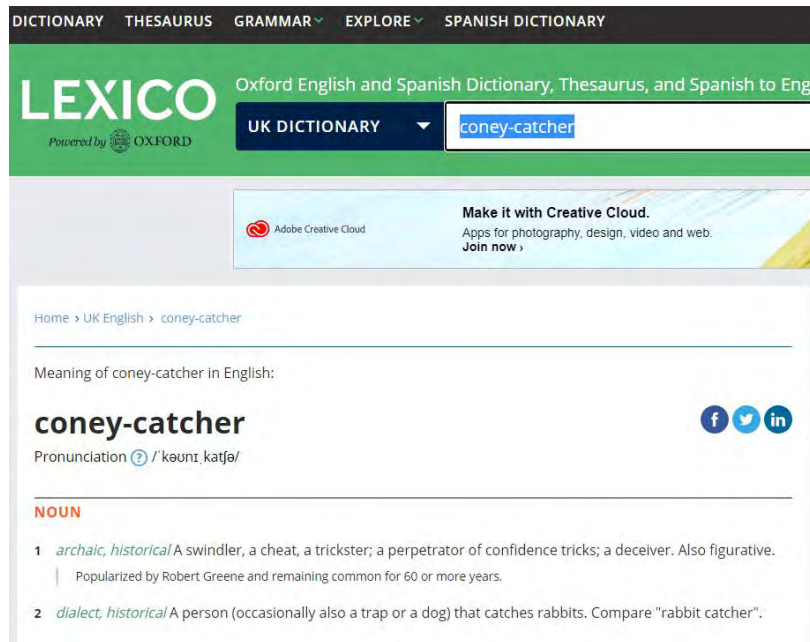 DICTIONARY THESAURUS GRAMMAR EXPLORE SPANISH DICTIONARY
LEXICO
Powered by OXFORD
Oxford English and Spanish Dictionary, Thesaurus, and Spanish to Eng
UK DICTIONARY
coney-catcher
Adobe Creative Cloud
Make it with Creative Cloud.
Apps for photography, design, video and web.
Join now ›
Home › UK English › coney-catcher
Meaning of coney-catcher in English:
coney-catcher
Pronunciation ? /ˈkəʊnɪˌkatʃə/
NOUN
1 archaic, historical A swindler, a cheat, a trickster; a perpetrator of confidence tricks; a deceiver. Also figurative.
Popularized by Robert Greene and remaining common for 60 or more years.
2 dialect, historical A person (occasionally also a trap or a dog) that catches rabbits. Compare "rabbit catcher".